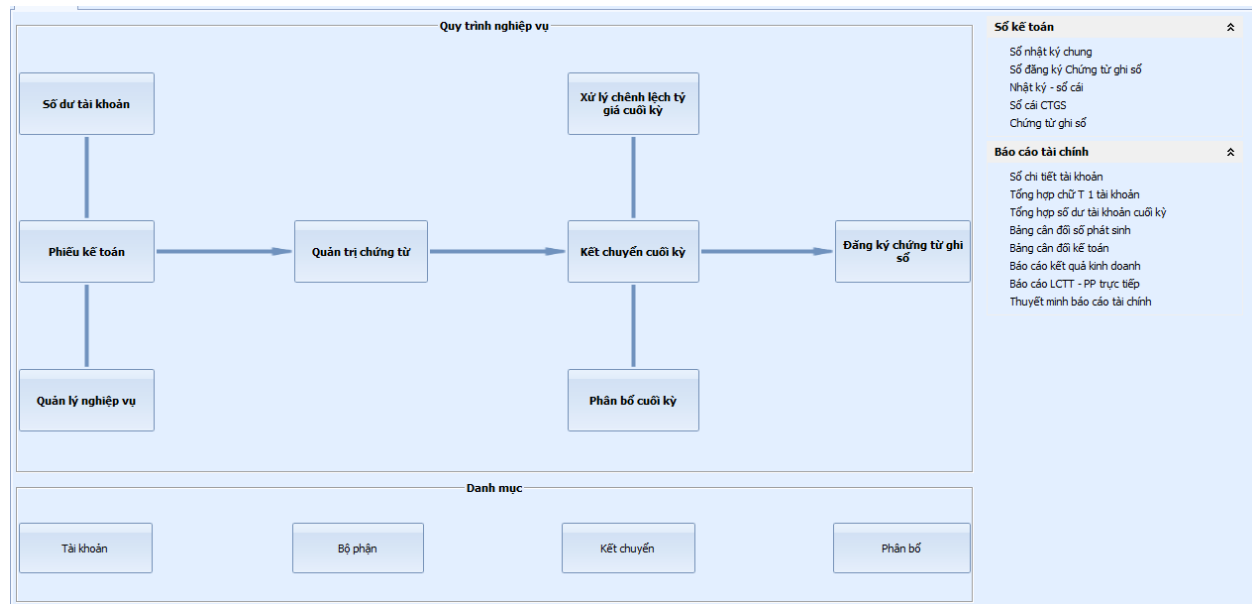 Quy trình nghiệp vụ
Số dư tài khoản
Xử lý chênh lệch tỷ
giá cuối kỳ
Phiếu kế toán
Quản trị chứng từ
Kết chuyển cuối kỳ
Đăng ký chứng từ ghi
sổ
Quản lý nghiệp vụ
Phân bổ cuối kỳ
Danh mục
Tài khoản
Bộ phận
Kết chuyển
Phân bổ
Sổ kế toán
Sổ nhật ký chung
Sổ đăng ký Chứng từ ghi sổ
Nhật ký - sổ cái
Sổ cái CTGS
Chứng từ ghi sổ
Báo cáo tài chính
Sổ chi tiết tài khoản
Tổng hợp chữ T 1 tài khoản
Tổng hợp số dư tài khoản cuối kỳ
Bảng cân đối số phát sinh
Bảng cân đối kế toán
Báo cáo kết quả kinh doanh
Báo cáo LCTT - PP trực tiếp
Thuyết minh báo cáo tài chính